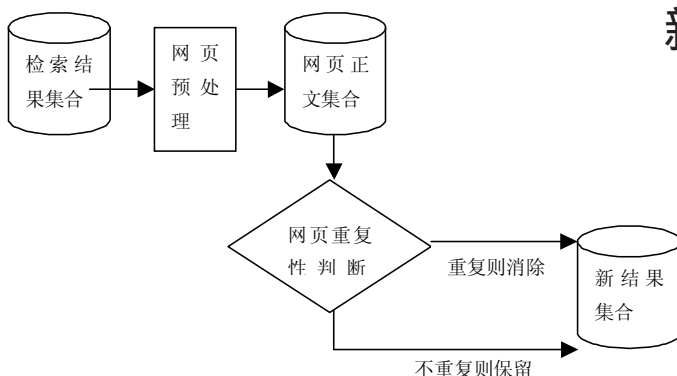 检索结
果集合
网 页
预 处
理
网页正
文集合
网页重复
性 判 断
重复则消除
新 结 果
集合
不重复则保留